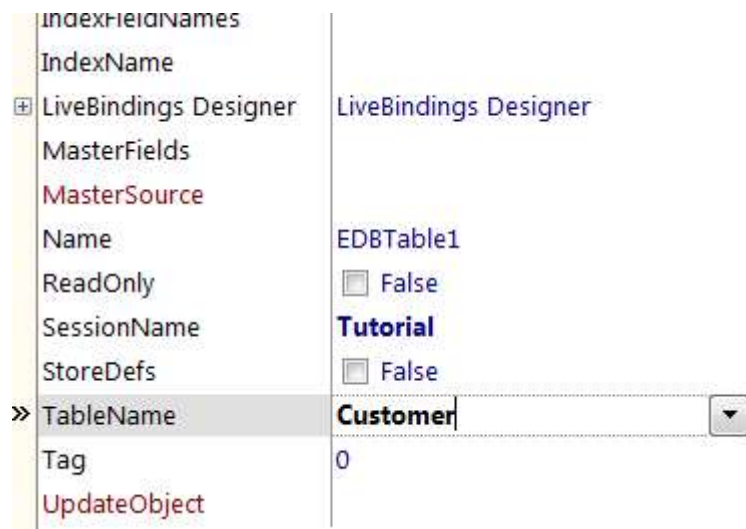 IndexFieldNames
IndexName
LiveBindings Designer LiveBindings Designer
MasterFields
MasterSource
Name EDBTable1
ReadOnly False
SessionName Tutorial
StoreDefs False
» TableName Customer
Tag 0
UpdateObject